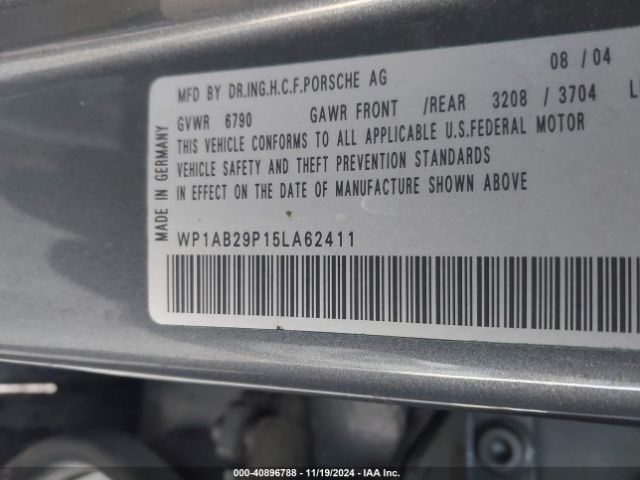 MFD BY DR.ING.H.C.F.PORSCHE AG 08 / 04
GVWR 6790 GAWR FRONT /REAR 3208 / 3704
THIS VEHICLE CONFORMS TO ALL APPLICABLE U.S.FEDERAL MOTOR
VEHICLE SAFETY AND THEFT PREVENTION STANDARDS
IN EFFECT ON THE DATE OF MANUFACTURE SHOWN ABOVE
MADE IN GERMANY
WP1AB29P15LA62411
000-40896788 - 11/19/2024 - IAA Inc.